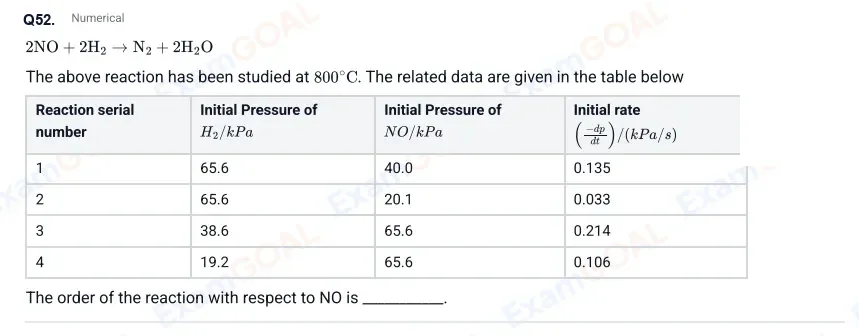 Q52. Numerical
2NO + 2H₂ → N₂ + 2H₂O
The above reaction has been studied at 800°C. The related data are given in the table below
Reaction serial number Initial Pressure of H₂/kPa Initial Pressure of NO/kPa Initial rate (−dp/dt)/(kPa/s)
1 65.6 40.0 0.135
2 65.6 20.1 0.033
3 38.6 65.6 0.214
4 19.2 65.6 0.106
The order of the reaction with respect to NO is __________.
ExamGOAL